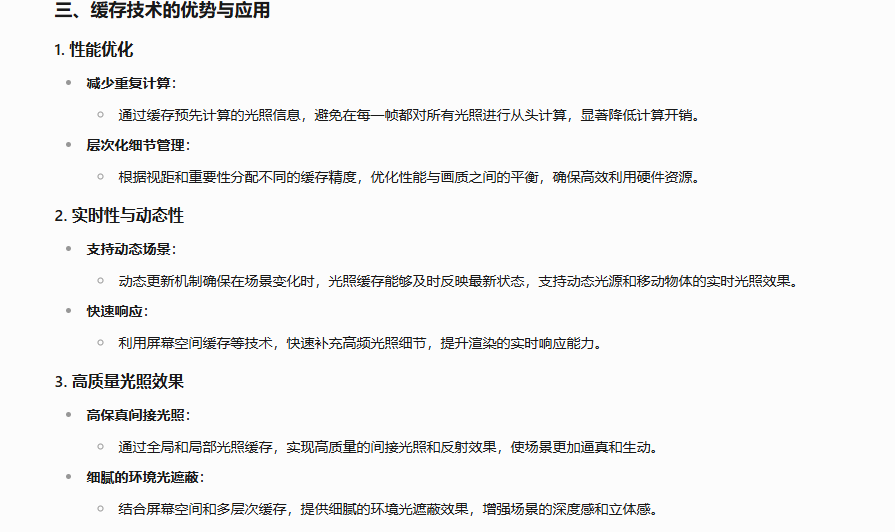 三、缓存技术的优势与应用
1. 性能优化
减少重复计算：
通过缓存预先计算的光照信息，避免在每一帧都对所有光照进行从头计算，显著降低计算开销。
层次化细节管理：
根据视距和重要性分配不同的缓存精度，优化性能与画质之间的平衡，确保高效利用硬件资源。
2. 实时性与动态性
支持动态场景：
动态更新机制确保在场景变化时，光照缓存能够及时反映最新状态，支持动态光源和移动物体的实时光照效果。
快速响应：
利用屏幕空间缓存等技术，快速补充高频光照细节，提升渲染的实时响应能力。
3. 高质量光照效果
高保真间接光照：
通过全局和局部光照缓存，实现高质量的间接光照和反射效果，使场景更加逼真和生动。
细腻的环境光遮蔽：
结合屏幕空间和多层次缓存，提供细腻的环境光遮蔽效果，增强场景的深度感和立体感。